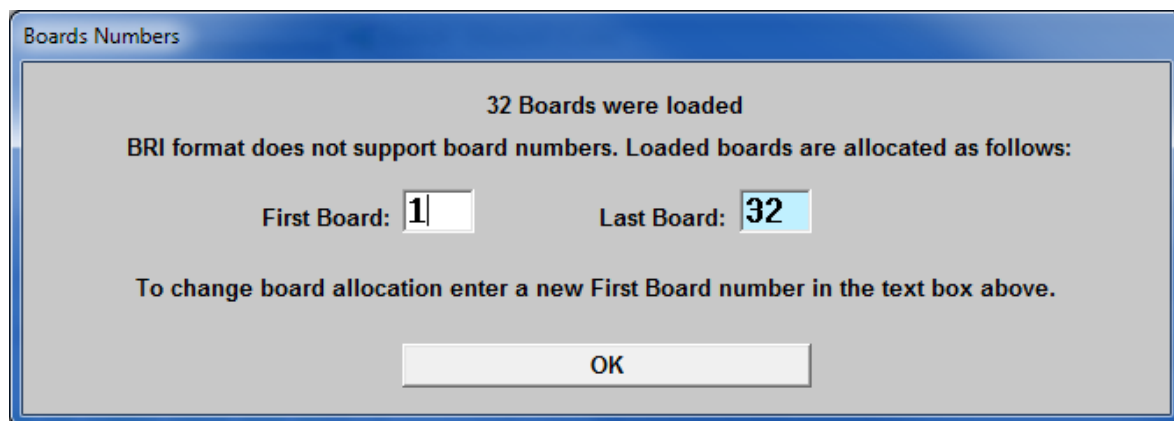 Boards Numbers
32 Boards were loaded
BRI format does not support board numbers. Loaded boards are allocated as follows:
First Board: 1 Last Board: 32
To change board allocation enter a new First Board number in the text box above.
OK